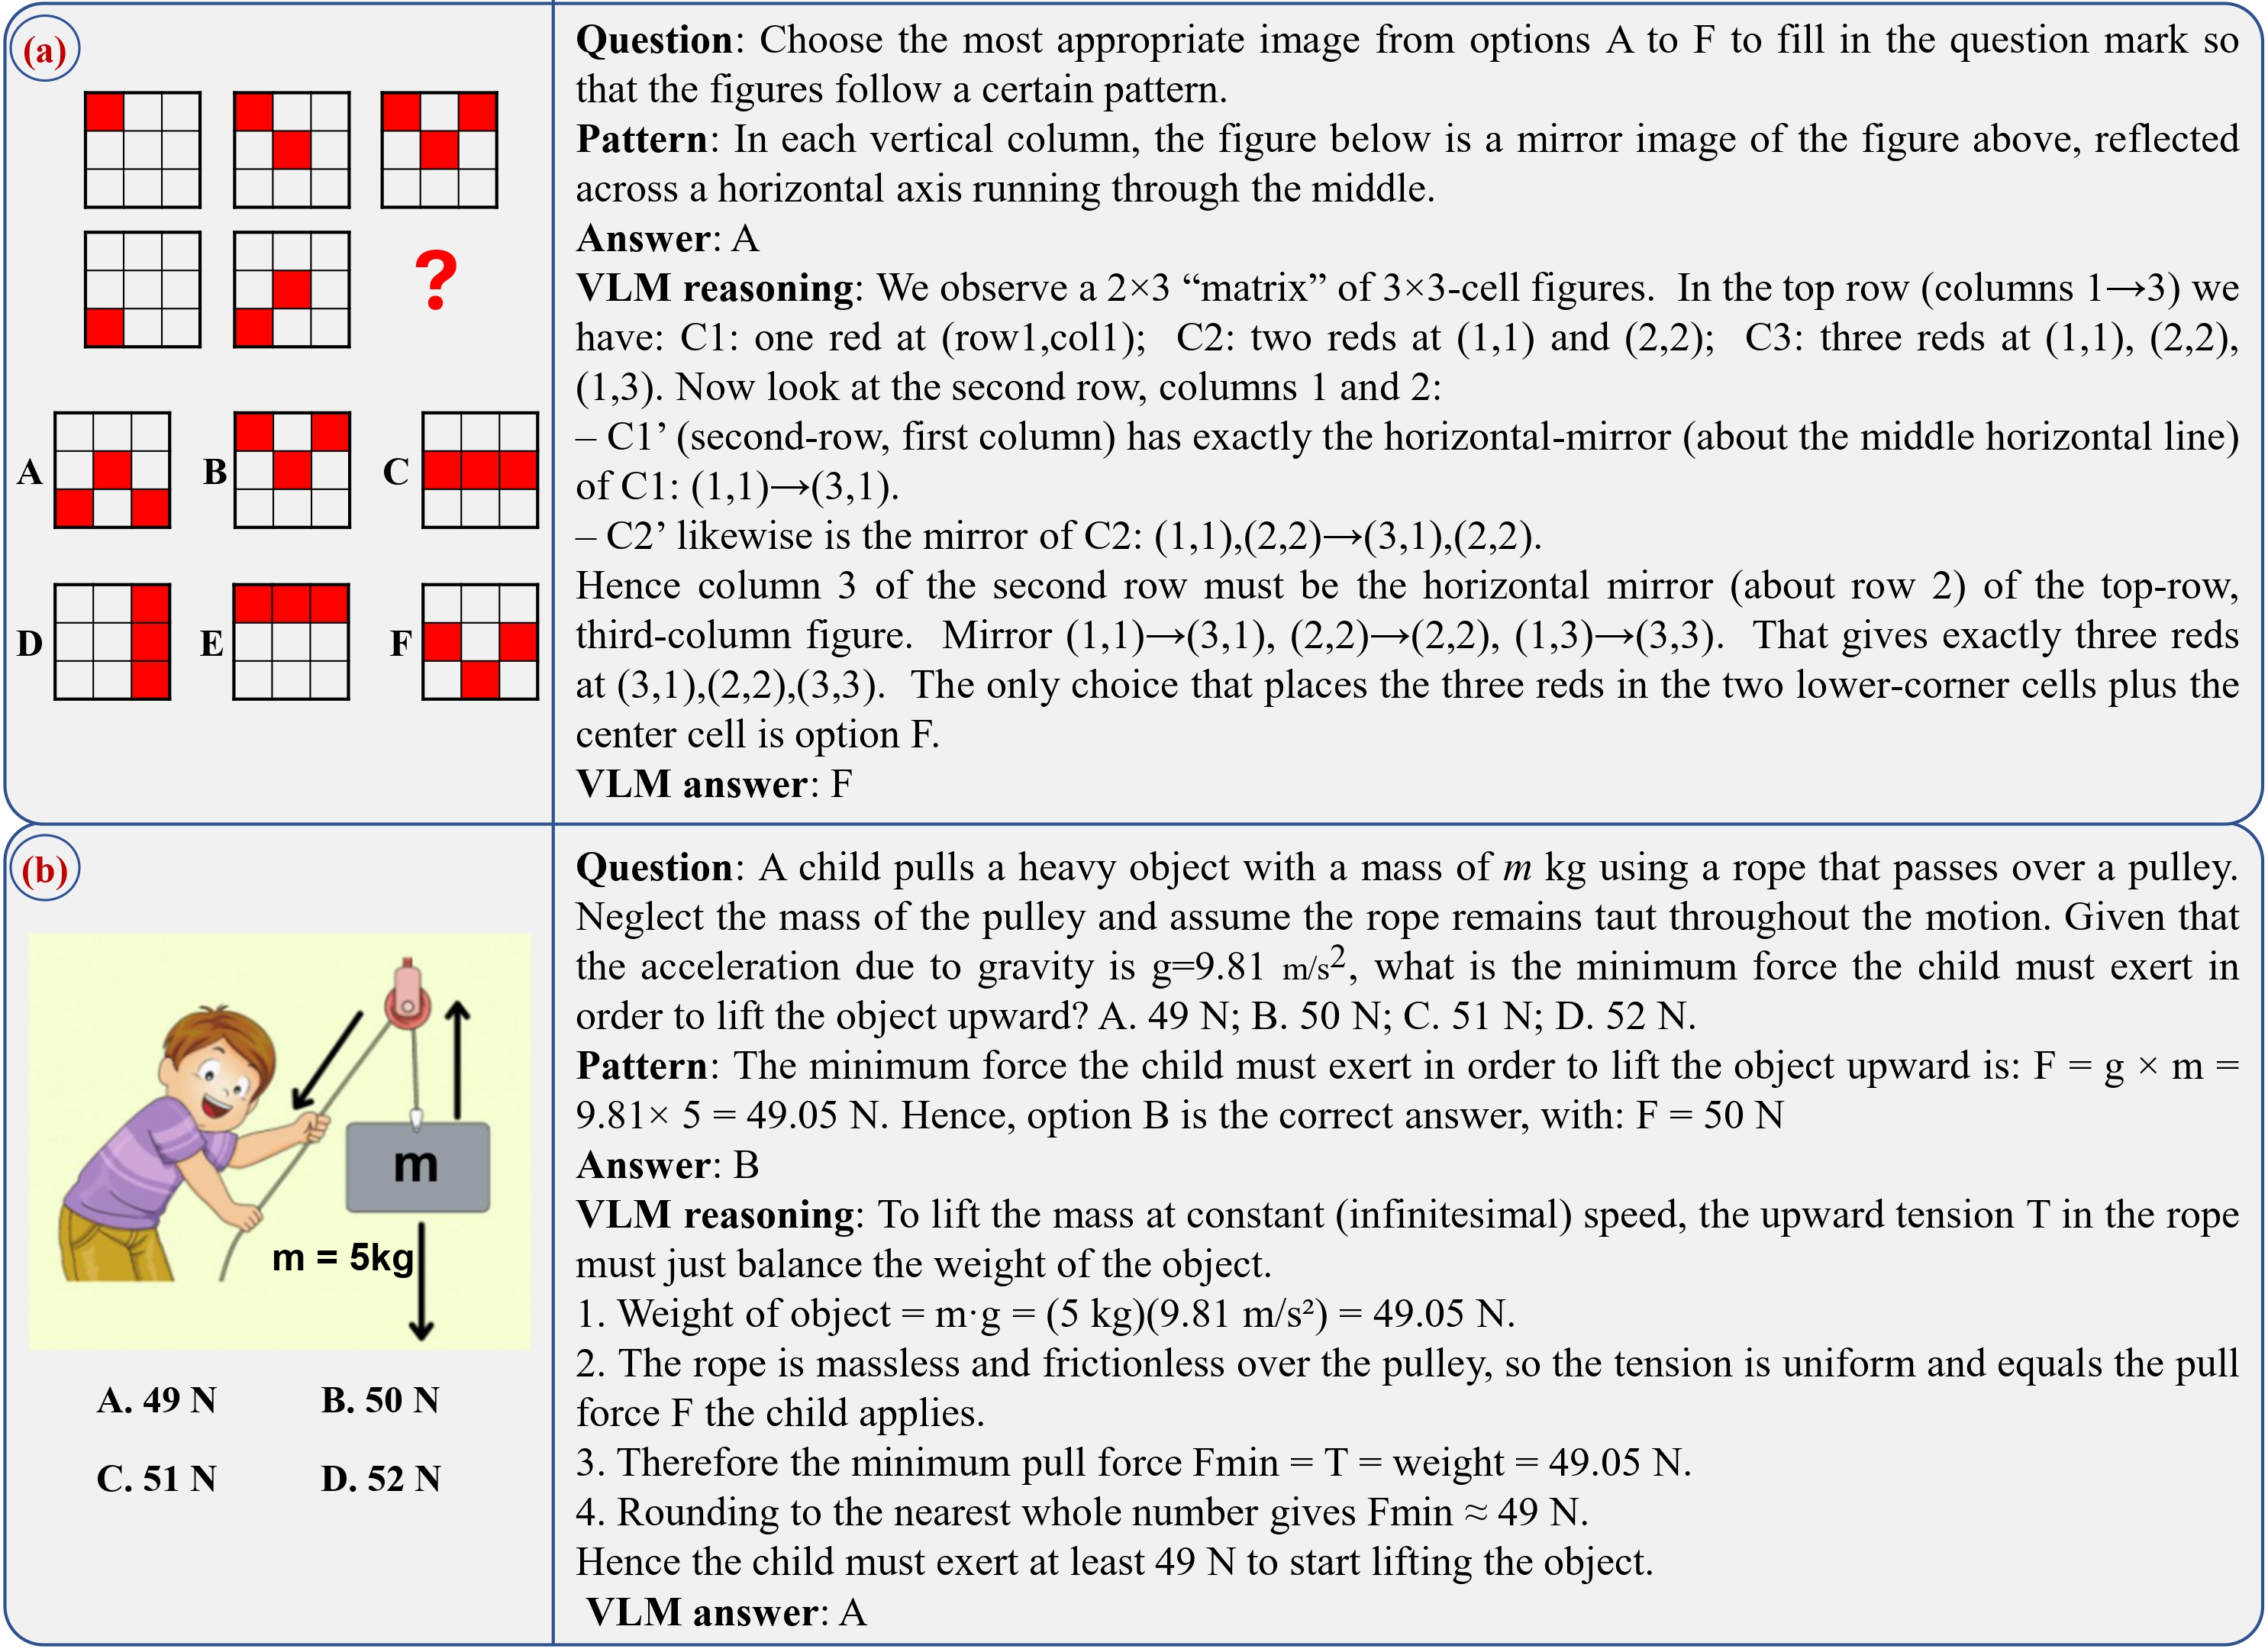 (a)
?
A
B
C
D
E
F
Question: Choose the most appropriate image from options A to F to fill in the question mark so
that the figures follow a certain pattern.
Pattern: In each vertical column, the figure below is a mirror image of the figure above, reflected
across a horizontal axis running through the middle.
Answer: A
VLM reasoning: We observe a 2×3 “matrix” of 3×3-cell figures. In the top row (columns 1→3) we
have: C1: one red at (row1,col1); C2: two reds at (1,1) and (2,2); C3: three reds at (1,1), (2,2),
(1,3). Now look at the second row, columns 1 and 2:
– C1’ (second-row, first column) has exactly the horizontal-mirror (about the middle horizontal line)
of C1: (1,1)→(3,1).
– C2’ likewise is the mirror of C2: (1,1),(2,2)→(3,1),(2,2).
Hence column 3 of the second row must be the horizontal mirror (about row 2) of the top-row,
third-column figure. Mirror (1,1)→(3,1), (2,2)→(2,2), (1,3)→(3,3). That gives exactly three reds
at (3,1),(2,2),(3,3). The only choice that places the three reds in the two lower-corner cells plus the
center cell is option F.
VLM answer: F
(b)
m
m = 5kg
A. 49 N
B. 50 N
C. 51 N
D. 52 N
Question: A child pulls a heavy object with a mass of m kg using a rope that passes over a pulley.
Neglect the mass of the pulley and assume the rope remains taut throughout the motion. Given that
the acceleration due to gravity is g=9.81 m/s², what is the minimum force the child must exert in
order to lift the object upward? A. 49 N; B. 50 N; C. 51 N; D. 52 N.
Pattern: The minimum force the child must exert in order to lift the object upward is: F = g × m =
9.81× 5 = 49.05 N. Hence, option B is the correct answer, with: F = 50 N
Answer: B
VLM reasoning: To lift the mass at constant (infinitesimal) speed, the upward tension T in the rope
must just balance the weight of the object.
1. Weight of object = m·g = (5 kg)(9.81 m/s²) = 49.05 N.
2. The rope is massless and frictionless over the pulley, so the tension is uniform and equals the pull
force F the child applies.
3. Therefore the minimum pull force Fmin = T = weight = 49.05 N.
4. Rounding to the nearest whole number gives Fmin ≈ 49 N.
Hence the child must exert at least 49 N to start lifting the object.
VLM answer: A